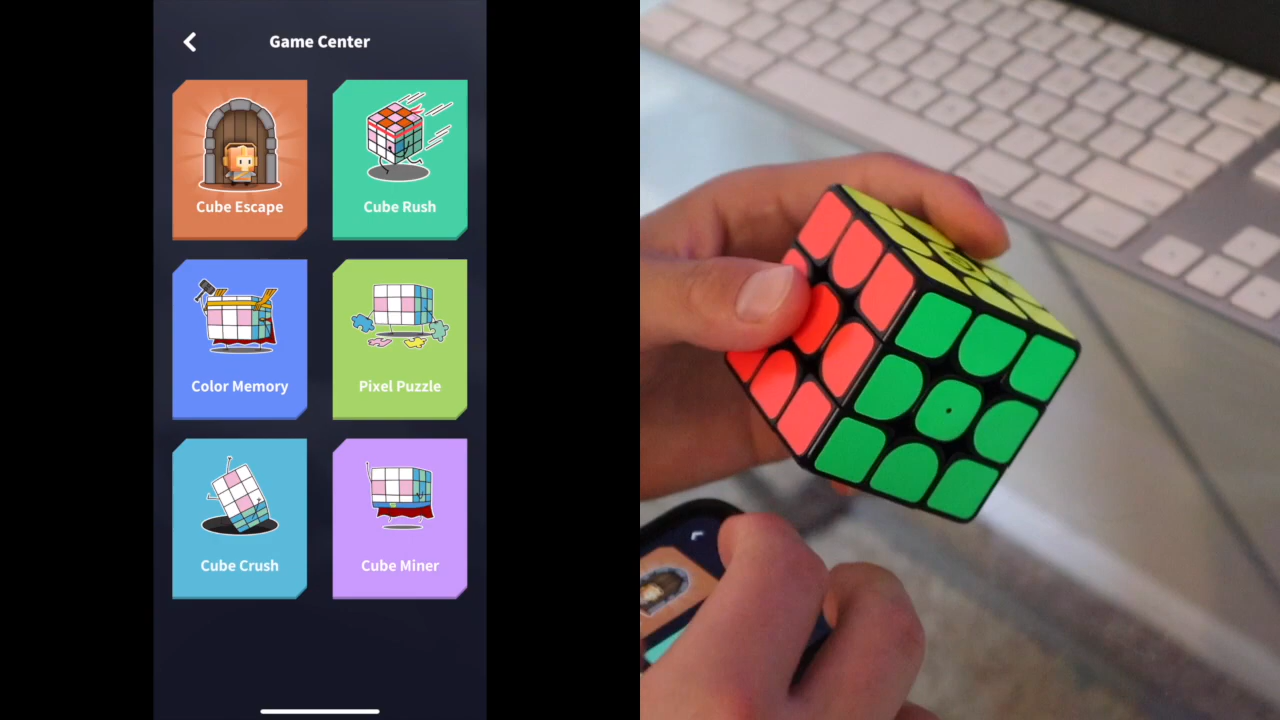 Game Center
Cube Escape
Cube Rush
Color Memory
Pixel Puzzle
Cube Crush
Cube Miner